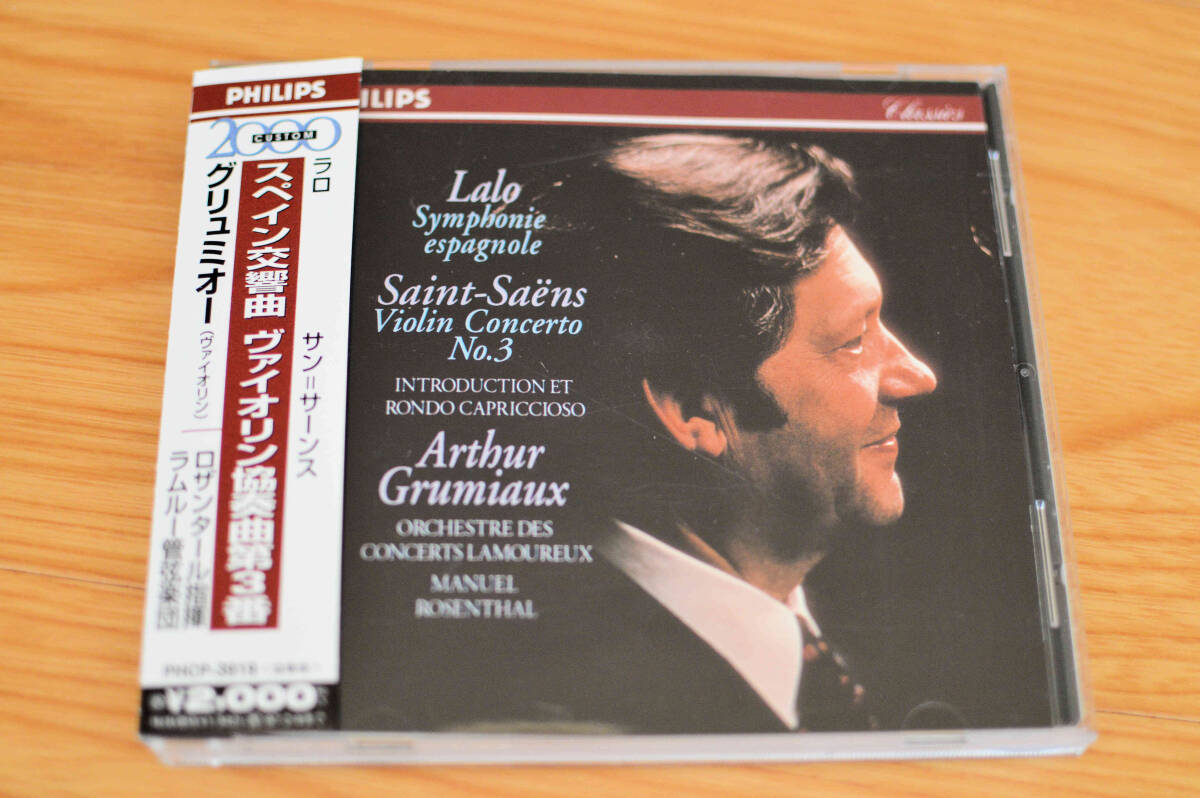 PHILIPS
2000
CUSTOM
ラロ
スペイン交響曲 ヴァイオリン協奏曲第3番
サン=サーンス
グリュミオー
(ヴァイオリン)
ロザンタール指揮
ラムルー管弦楽団
¥2,000
ILIPS
Classics
Lalo
Symphonie
espagnole
Saint-Saëns
Violin Concerto
No.3
INTRODUCTION ET
RONDO CAPRICCIOSO
Arthur
Grumiaux
ORCHESTRE DES
CONCERTS LAMOUREUX
MANUEL
ROSENTHAL